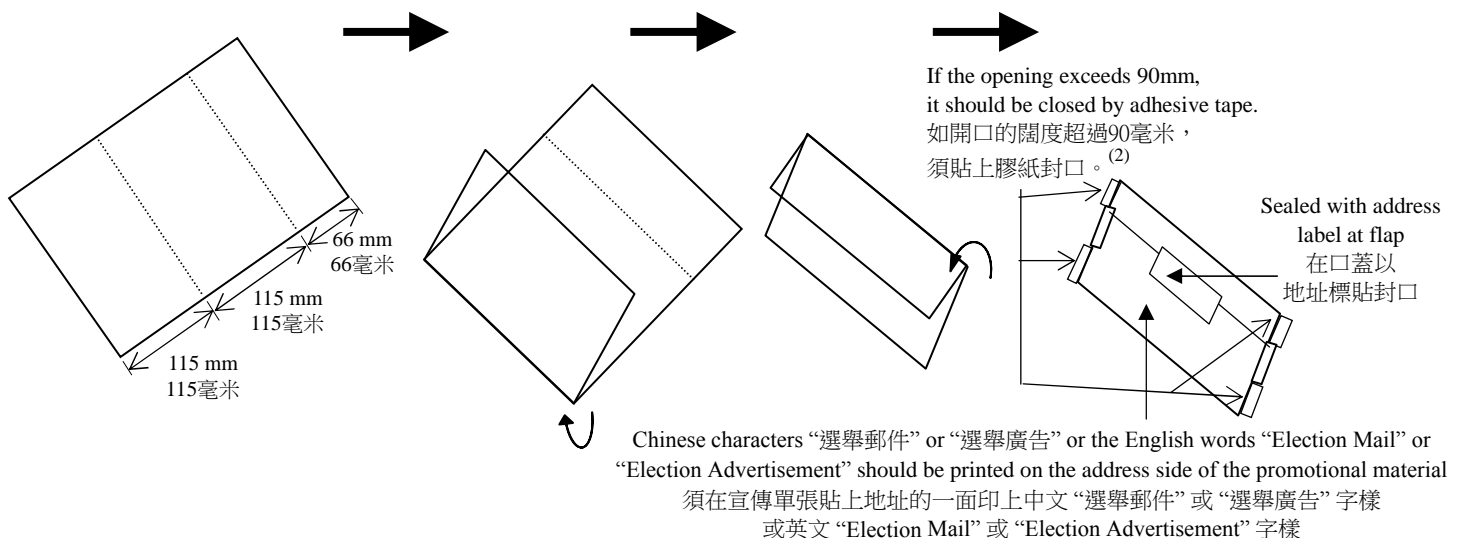 If the opening exceeds 90mm,
it should be closed by adhesive tape.
如開口的闊度超過90毫米，
須貼上膠紙封口。(2)
Sealed with address
label at flap
在口蓋以
地址標貼封口
66 mm
66毫米
115 mm
115毫米
115 mm
115毫米
Chinese characters “選舉郵件” or “選舉廣告” or the English words “Election Mail” or
“Election Advertisement” should be printed on the address side of the promotional material
須在宣傳單張貼上地址的一面印上中文 “選舉郵件” 或 “選舉廣告” 字樣
或英文 “Election Mail” 或 “Election Advertisement” 字樣